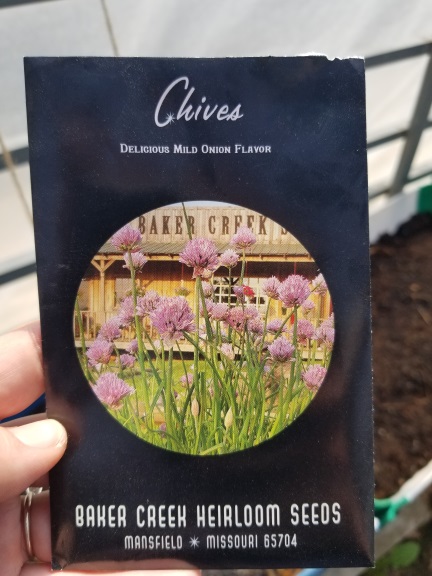 Chives
Delicious Mild Onion Flavor
BAKER CREEK S
BAKER CREEK HEIRLOOM SEEDS
MANSFIELD ✴ MISSOURI 65704